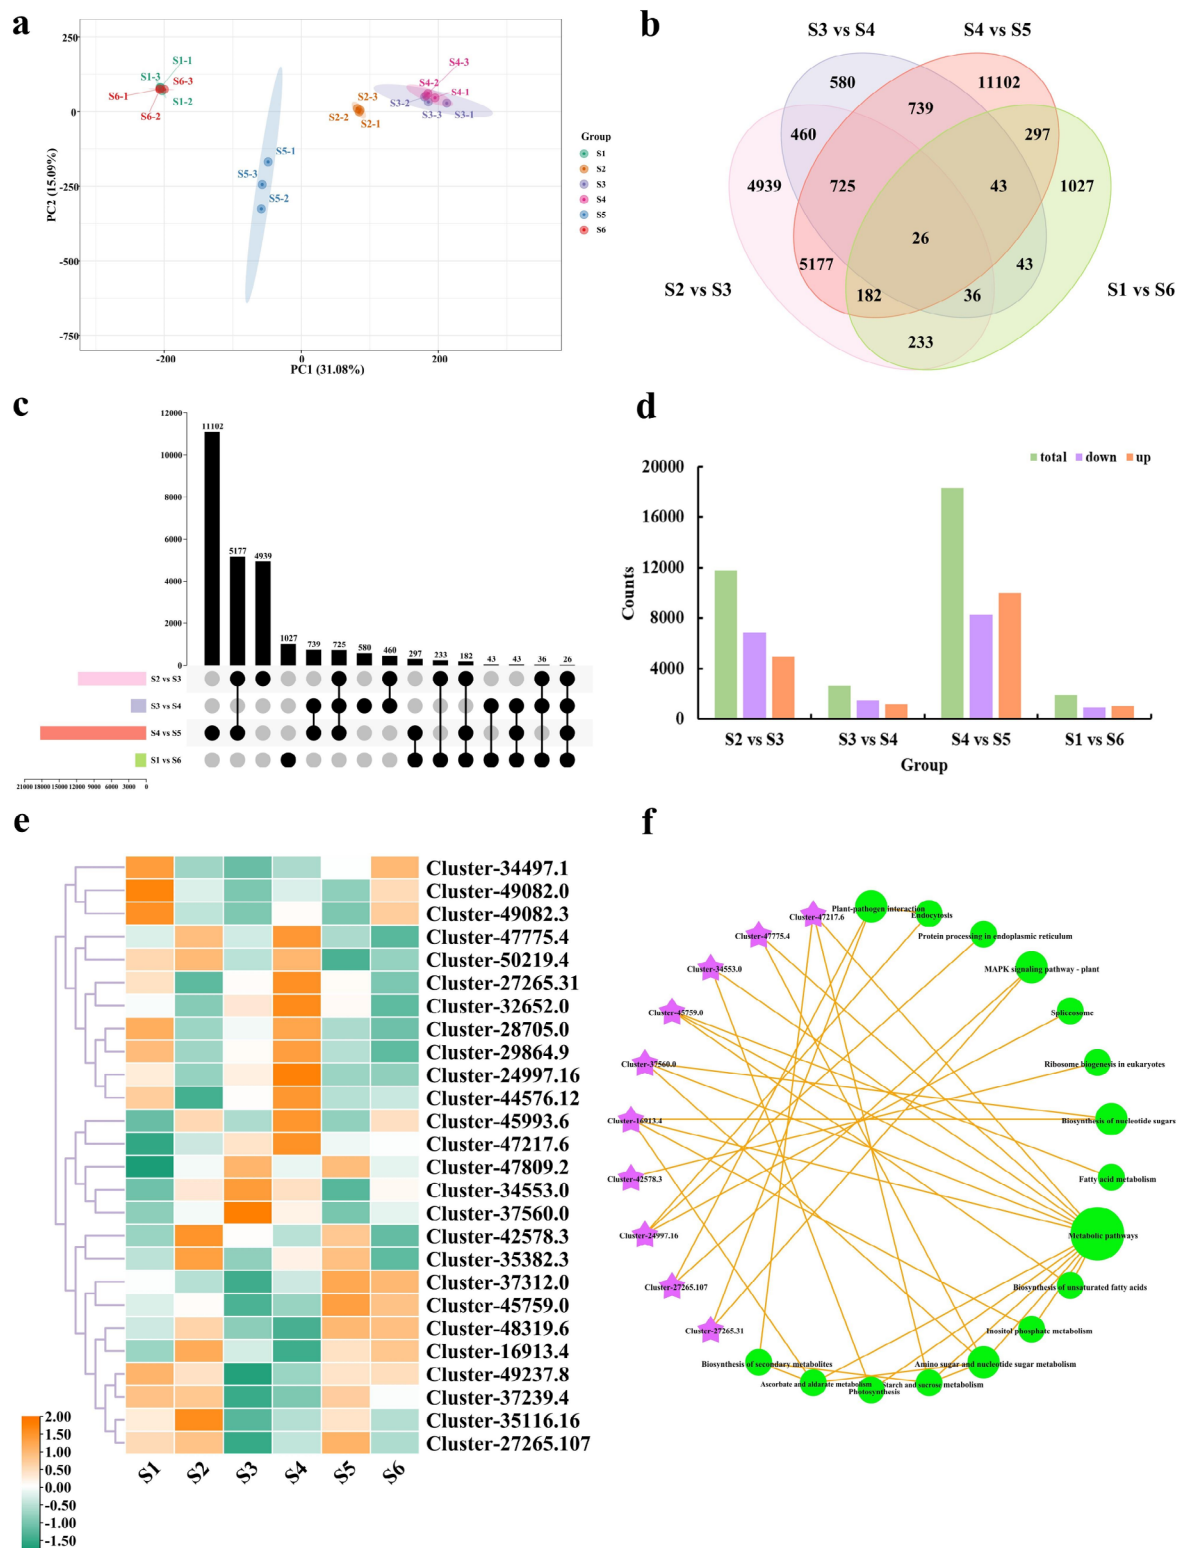 a
250
0
-250
-500
-750
-200
0
200
PC2 (15.09%)
PC1 (31.08%)
S1-1
S1-3
S6-3
S6-1
S1-2
S6-2
S5-1
S5-3
S5-2
S2-3
S2-2
S2-1
S4-3
S4-2
S4-1
S3-2
S3-3
S3-1
Group
S1
S2
S3
S4
S5
S6
b
S3 vs S4
S4 vs S5
S2 vs S3
S1 vs S6
580
11102
739
460
297
4939
725
43
1027
26
5177
43
182
36
233
c
12000
10000
8000
6000
4000
2000
0
11102
5177
4939
1027
739
725
580
460
297
233
182
43
43
36
26
S2 vs S3
S3 vs S4
S4 vs S5
S1 vs S6
21000 18000 15000 12000 9000 6000 3000 0
d
total down up
20000
16000
12000
8000
4000
0
Counts
S2 vs S3
S3 vs S4
S4 vs S5
S1 vs S6
Group
e
Cluster-34497.1
Cluster-49082.0
Cluster-49082.3
Cluster-47775.4
Cluster-50219.4
Cluster-27265.31
Cluster-32652.0
Cluster-28705.0
Cluster-29864.9
Cluster-24997.16
Cluster-44576.12
Cluster-45993.6
Cluster-47217.6
Cluster-47809.2
Cluster-34553.0
Cluster-37560.0
Cluster-42578.3
Cluster-35382.3
Cluster-37312.0
Cluster-45759.0
Cluster-48319.6
Cluster-16913.4
Cluster-49237.8
Cluster-37239.4
Cluster-35116.16
Cluster-27265.107
S1
S2
S3
S4
S5
S6
2.00
1.50
1.00
0.50
0.00
-0.50
-1.00
-1.50
f
Plant-pathogen interaction
Endocytosis
Cluster-47217.6
Cluster-47775.4
Protein processing in endoplasmic reticulum
Cluster-34553.0
MAPK signaling pathway - plant
Cluster-45759.0
Spliceosome
Cluster-37560.0
Ribosome biogenesis in eukaryotes
Cluster-16913.4
Biosynthesis of nucleotide sugars
Cluster-42578.3
Fatty acid metabolism
Cluster-24997.16
Metabolic pathways
Cluster-27265.107
Biosynthesis of unsaturated fatty acids
Cluster-27265.31
Inositol phosphate metabolism
Biosynthesis of secondary metabolites
Amino sugar and nucleotide sugar metabolism
Ascorbate and aldarate metabolism
Starch and sucrose metabolism
Photosynthesis